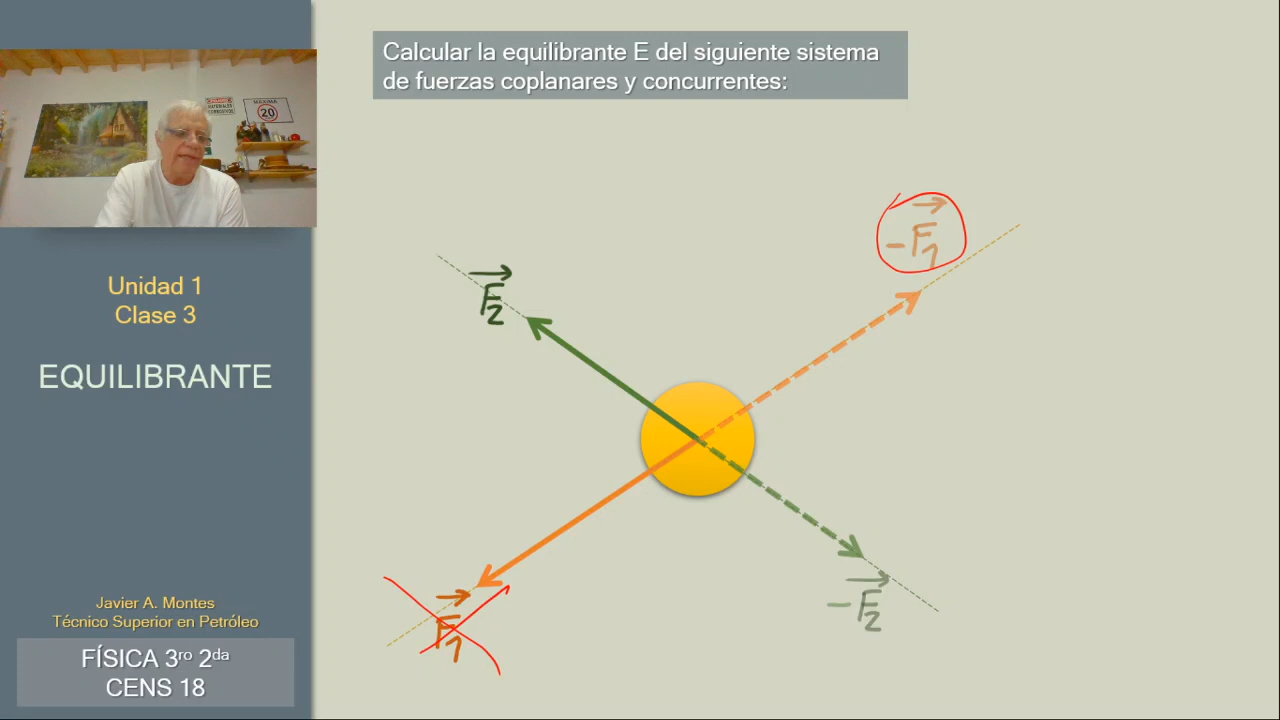 Calcular la equilibrante E del siguiente sistema
de fuerzas coplanares y concurrentes:
MÁXIMA
20
Unidad 1
Clase 3
EQUILIBRANTE
Javier A. Montes
Técnico Superior en Petróleo
FÍSICA 3ro 2da
CENS 18
-F1
F2
F1
-F2